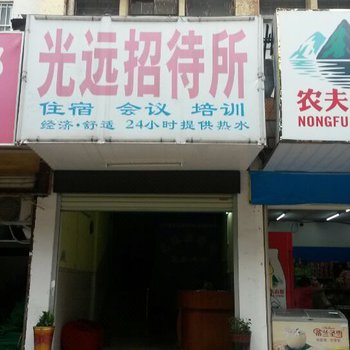 光远招待所
住宿 会议 培训
经济·舒适 24小时提供热水
农夫
NONGFU